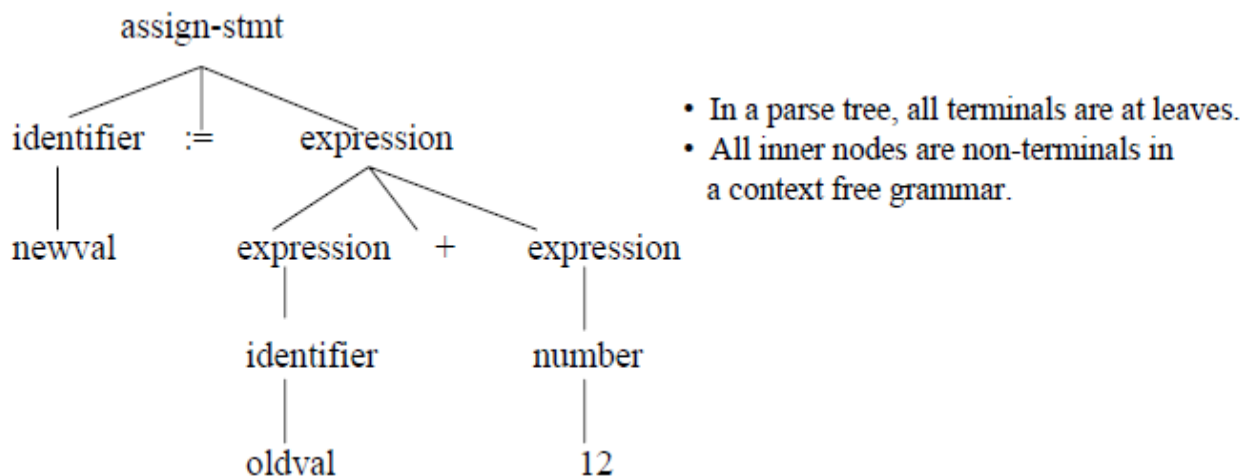 assign-stmt
identifier := expression
newval expression + expression
identifier number
oldval 12
• In a parse tree, all terminals are at leaves.
• All inner nodes are non-terminals in
a context free grammar.